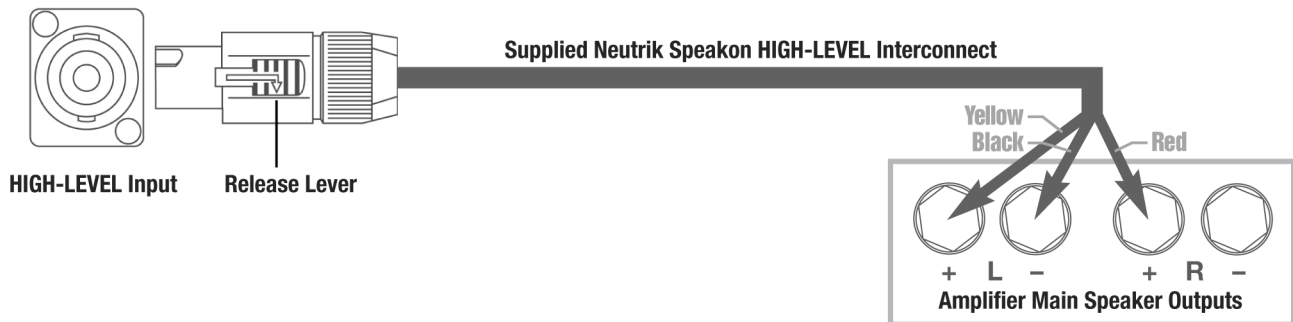 Supplied Neutrik Speakon HIGH-LEVEL Interconnect
Yellow
Black
Red
HIGH-LEVEL Input
Release Lever
+ L − + R −
Amplifier Main Speaker Outputs